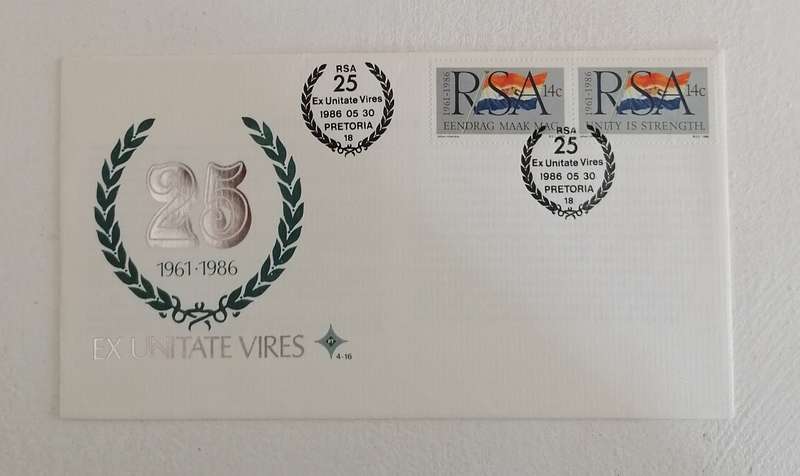 RSA
25
Ex Unitate Vires
1986 05 30
PRETORIA
18
1961-1986
RSA
14c
EENDRAG MAAK MAG
1961-1986
RSA
14c
UNITY IS STRENGTH
RSA
25
Ex Unitate Vires
1986 05 30
PRETORIA
18
25
1961·1986
EX UNITATE VIRES
4-16